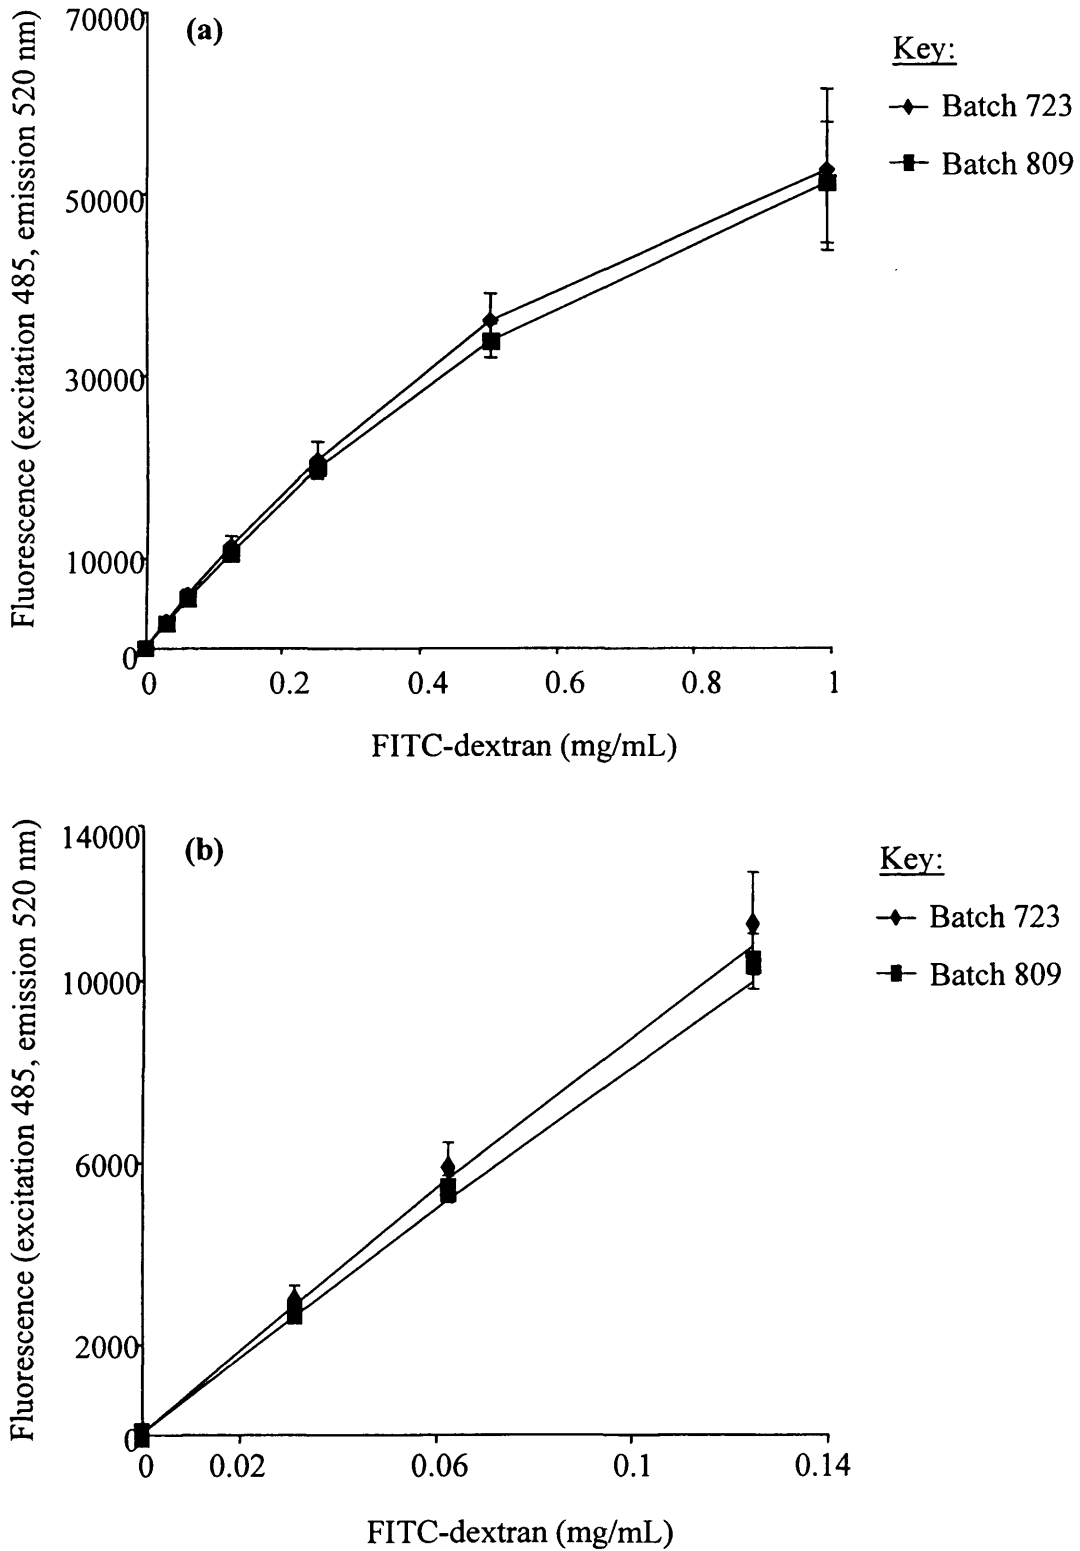 (a)
Fluorescence (excitation 485, emission 520 nm)
70000
50000
30000
10000
0
0 0.2 0.4 0.6 0.8 1
FITC-dextran (mg/mL)
Key:
Batch 723
Batch 809
(b)
Fluorescence (excitation 485, emission 520 nm)
14000
10000
6000
2000
0
0 0.02 0.06 0.1 0.14
FITC-dextran (mg/mL)
Key:
Batch 723
Batch 809